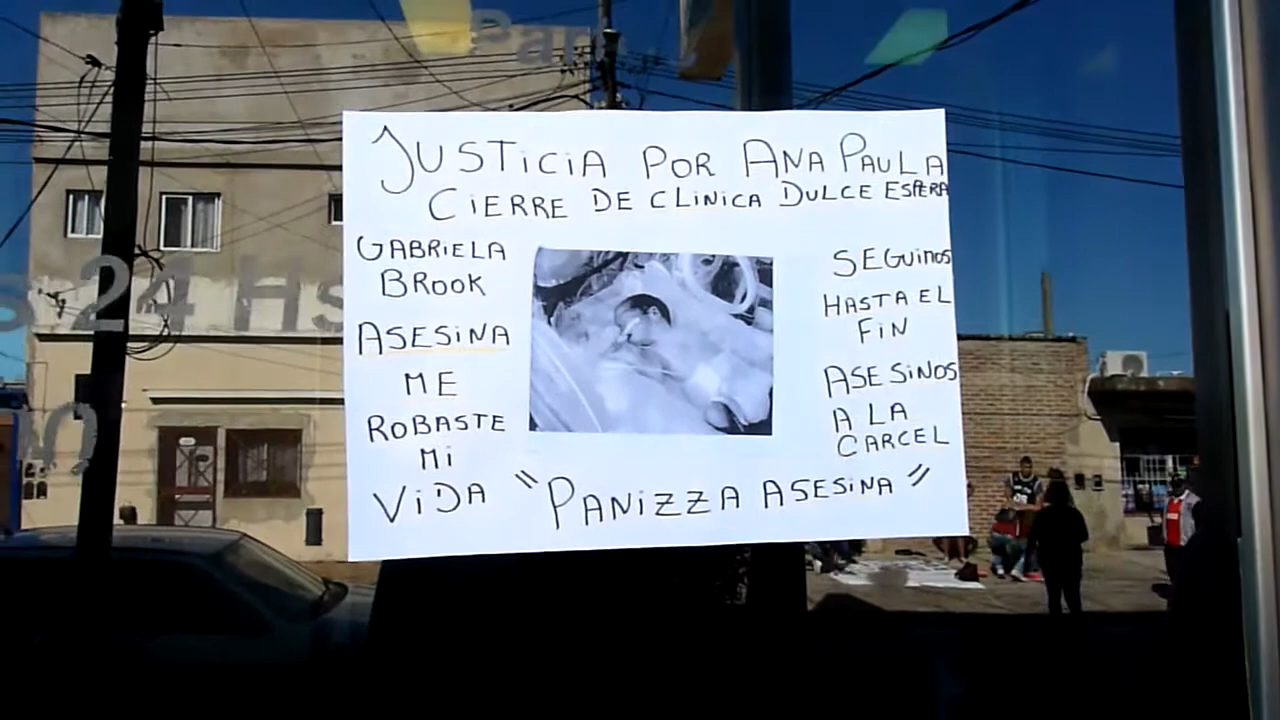 Par
JUSTICIA POR ANA PAULA
CIERRE DE CLINICA DULCE ESPERA
GABRIELA
BROOK
ASESINA
ME
ROBASTE
MI
VIDA
SEGUIMOS
HASTA EL
FIN
ASESINOS
A LA
CARCEL
"PANIZZA ASESINA"
24 Hs